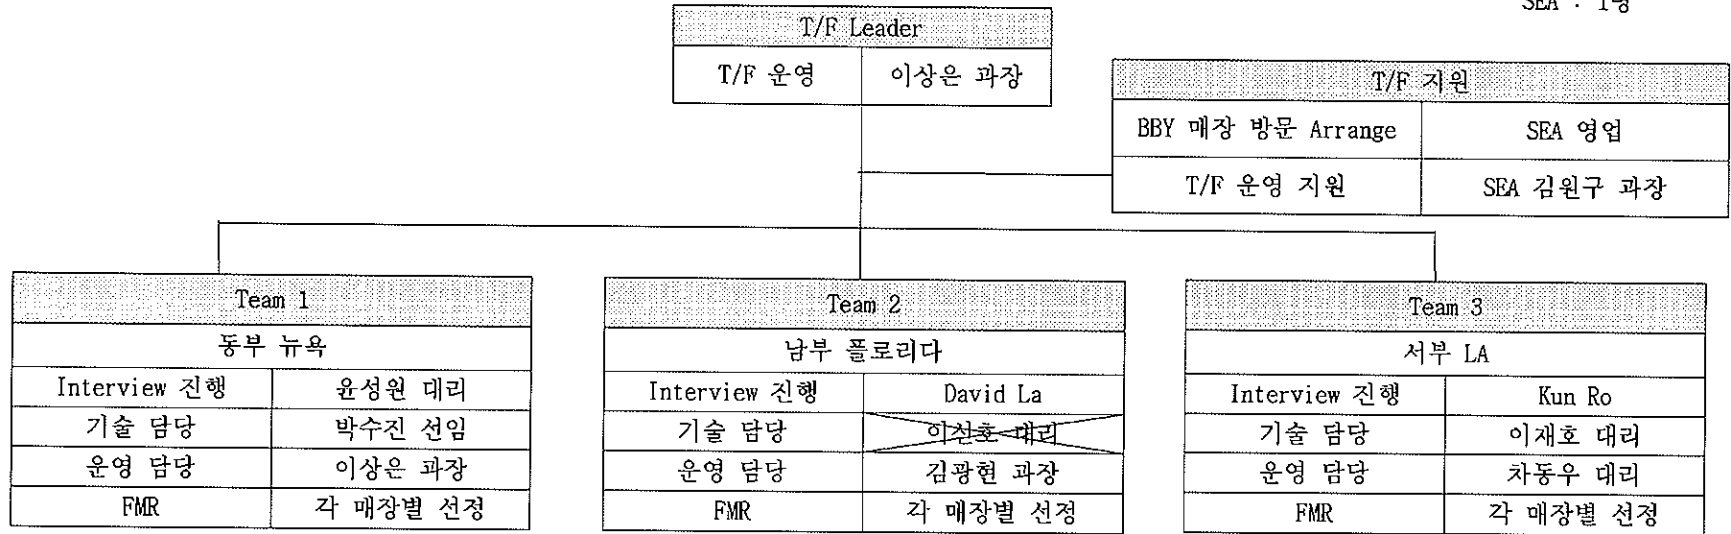 SEA : 1명
T/F Leader
T/F 운영 이상은 과장
T/F 지원
BBY 매장 방문 Arrange SEA 영업
T/F 운영 지원 SEA 김원구 과장
Team 1
동부 뉴욕
Interview 진행 윤성원 대리
기술 담당 박수진 선임
운영 담당 이상은 과장
FMR 각 매장별 선정
Team 2
남부 플로리다
Interview 진행 David La
기술 담당 이선호 대리
운영 담당 김광현 과장
FMR 각 매장별 선정
Team 3
서부 LA
Interview 진행 Kun Ro
기술 담당 이재호 대리
운영 담당 차동우 대리
FMR 각 매장별 선정